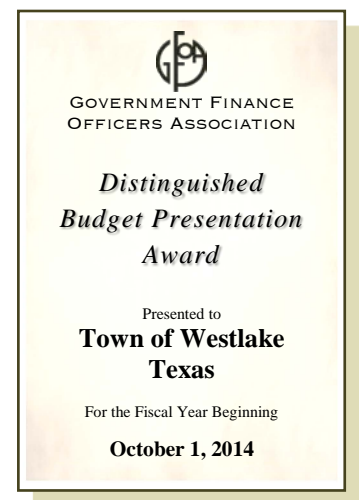 GFOA
GOVERNMENT FINANCE
OFFICERS ASSOCIATION
Distinguished
Budget Presentation
Award
Presented to
Town of Westlake
Texas
For the Fiscal Year Beginning
October 1, 2014